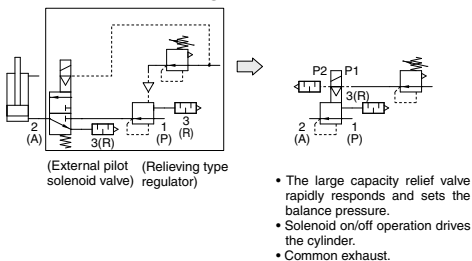 P2 P1
3(R)
2
(A)
1
(P)
3
(R)
3(R)
2
(A)
1
(P)
(External pilot
solenoid valve)
(Relieving type
regulator)
• The large capacity relief valve
rapidly responds and sets the
balance pressure.
• Solenoid on/off operation drives
the cylinder.
• Common exhaust.